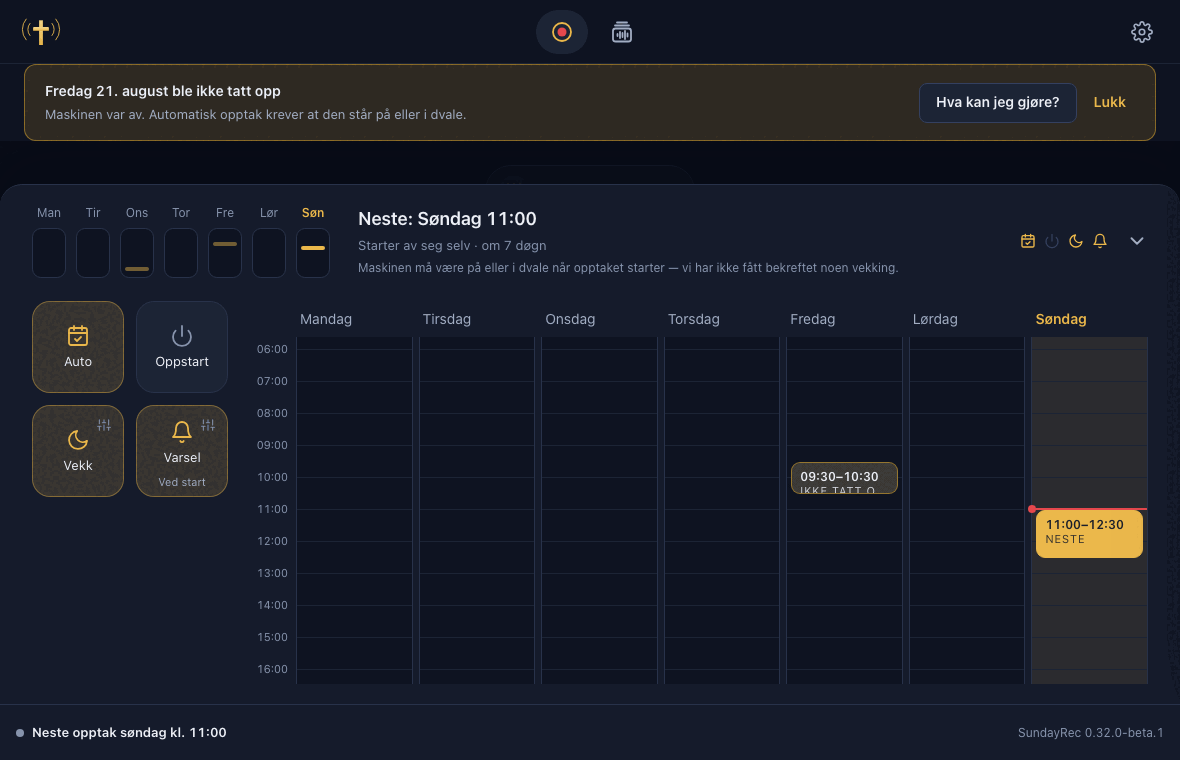 Fredag 21. august ble ikke tatt opp
Maskinen var av. Automatisk opptak krever at den står på eller i dvale.
Hva kan jeg gjøre?
Lukk
Man Tir Ons Tor Fre Lør Søn
Neste: Søndag 11:00
Starter av seg selv · om 7 døgn
Maskinen må være på eller i dvale når opptaket starter — vi har ikke fått bekreftet noen vekking.
Auto
Oppstart
Vekk
Varsel
Ved start
Mandag Tirsdag Onsdag Torsdag Fredag Lørdag Søndag
06:00
07:00
08:00
09:00
10:00
11:00
12:00
13:00
14:00
15:00
16:00
09:30–10:30
IKKE TATT O
11:00–12:30
NESTE
Neste opptak søndag kl. 11:00
SundayRec 0.32.0-beta.1